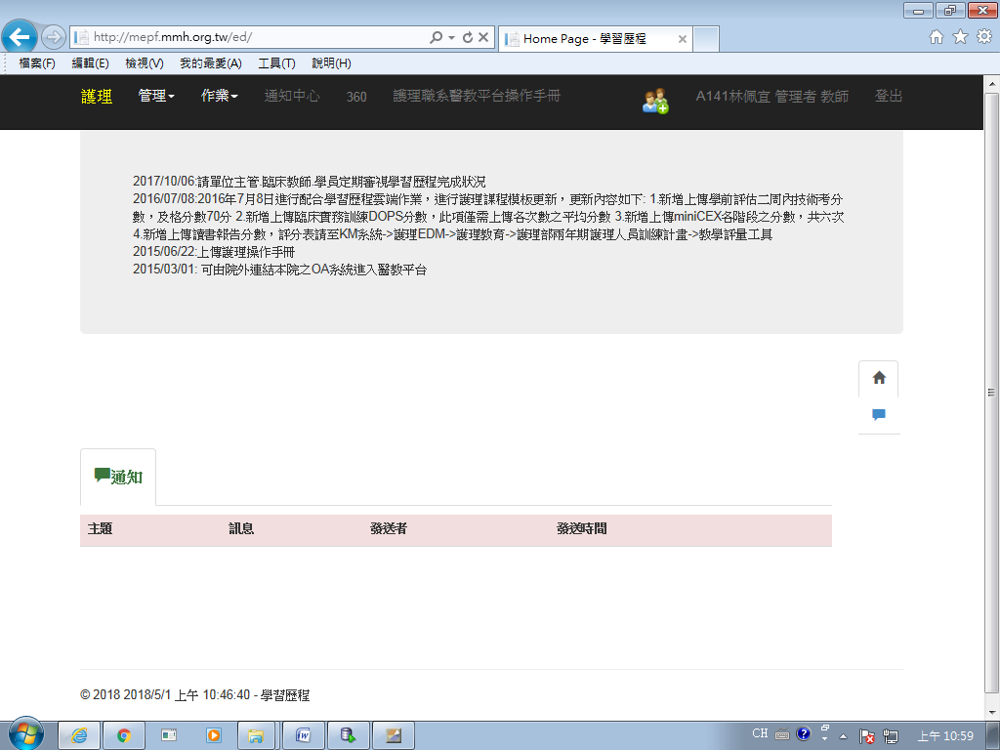 http://mepf.mmh.org.tw/ed/
Home Page - 學習歷程
檔案(F) 編輯(E) 檢視(V) 我的最愛(A) 工具(T) 說明(H)
護理 管理 作業 通知中心 360 護理職系醫教平台操作手冊 A141林佩宜 管理者 教師 登出
2017/10/06:請單位主管.臨床教師.學員定期審視學習歷程完成狀況
2016/07/08:2016年7月8日進行配合學習歷程雲端作業，進行護理課程模板更新，更新內容如下: 1.新增上傳學前評估二周內技術考分
數，及格分數70分 2.新增上傳臨床實務訓練DOPS分數，此項僅需上傳各次數之平均分數 3.新增上傳miniCEX各階段之分數，共六次
4.新增上傳讀書報告分數，評分表請至KM系統->護理EDM->護理教育->護理部兩年期護理人員訓練計畫->教學評量工具
2015/06/22:上傳護理操作手冊
2015/03/01: 可由院外連結本院之OA系統進入醫教平台
通知
主題 訊息 發送者 發送時間
© 2018 2018/5/1 上午 10:46:40 - 學習歷程
CH 上午 10:59